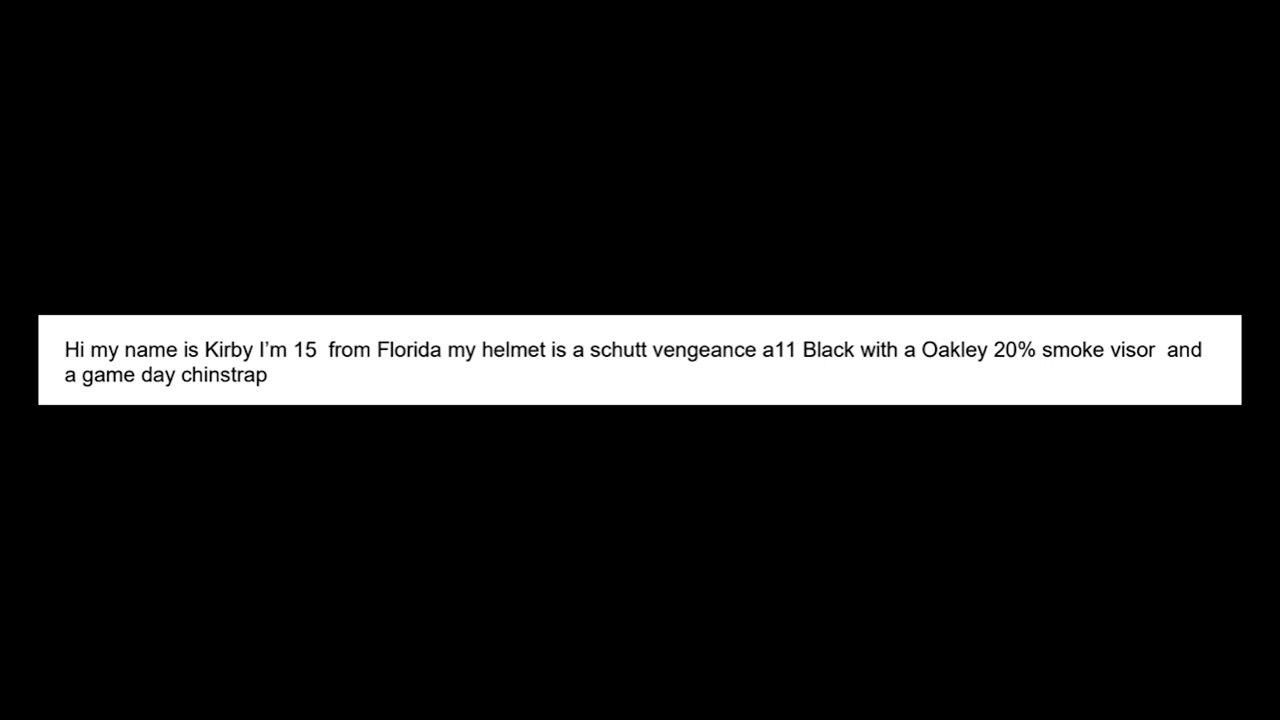 Hi my name is Kirby I’m 15  from Florida my helmet is a schutt vengeance a11 Black with a Oakley 20% smoke visor  and
a game day chinstrap